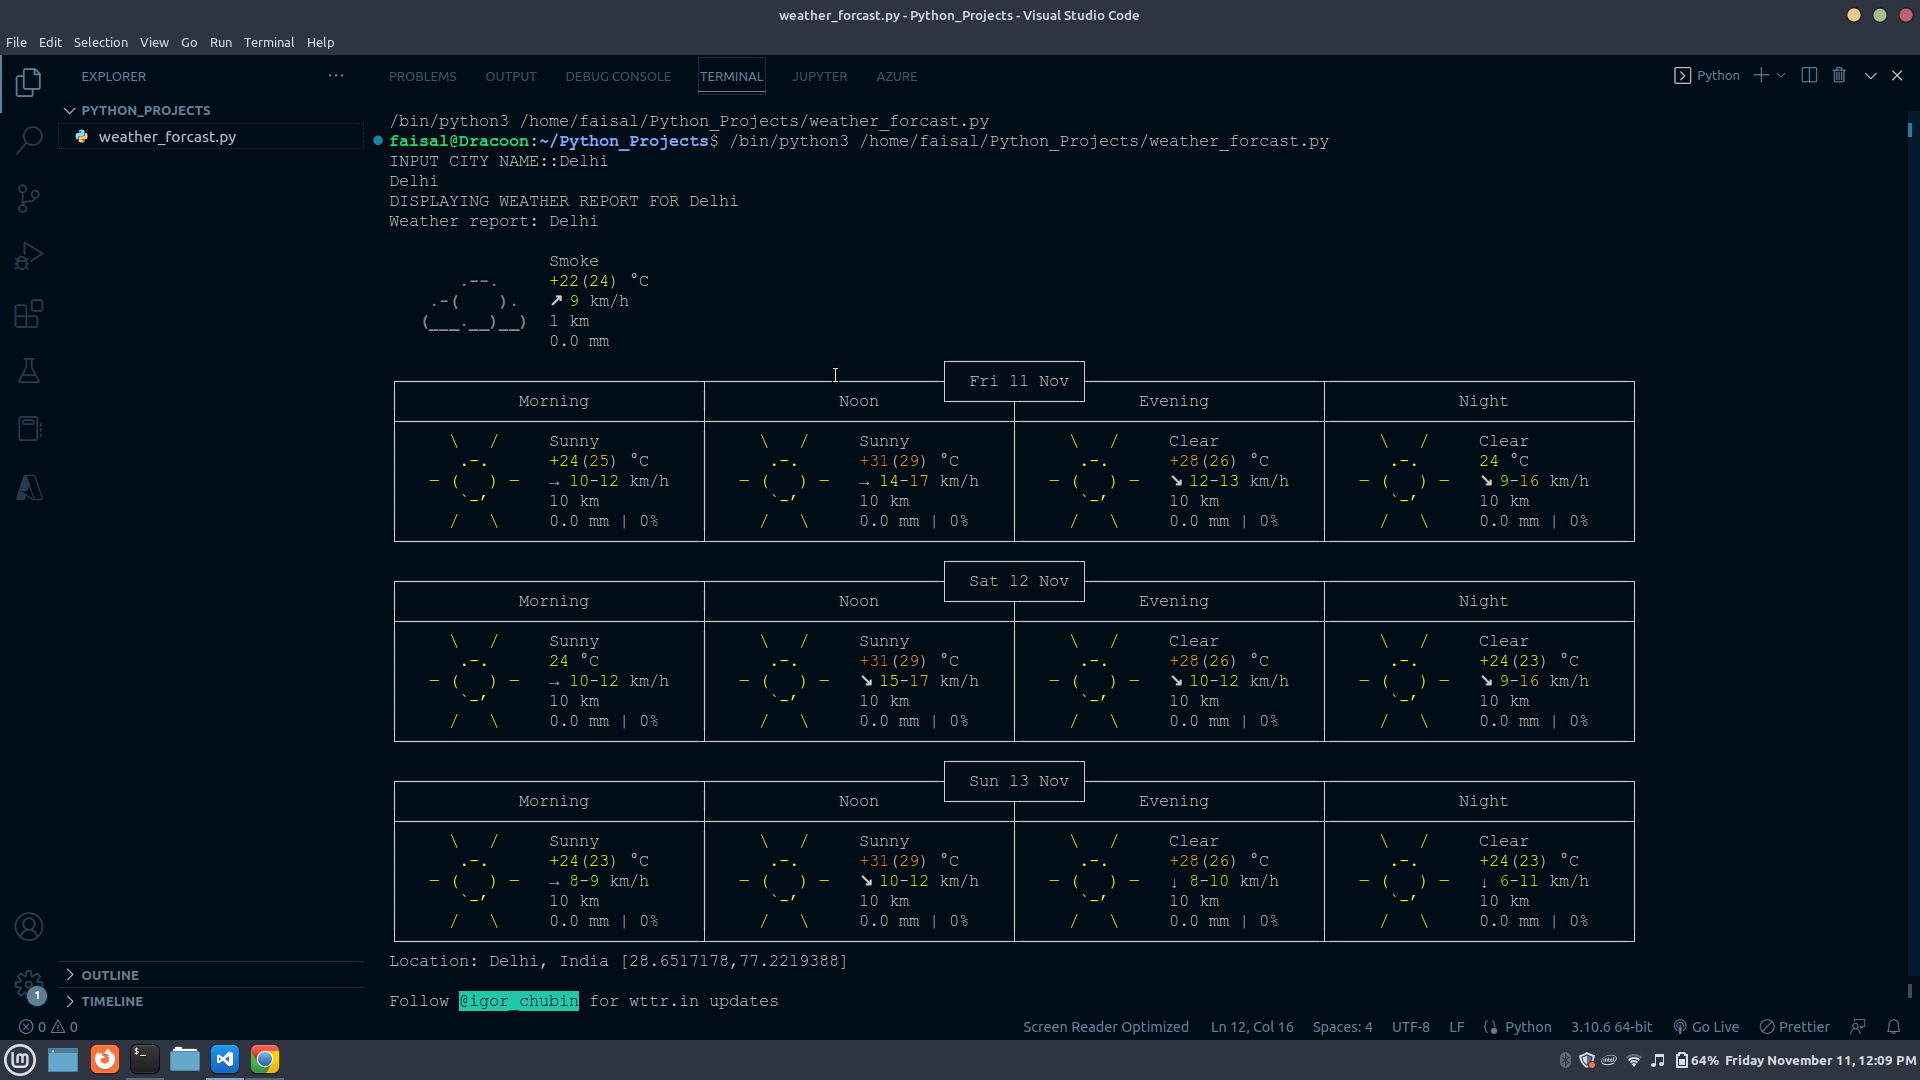 weather_forcast.py - Python_Projects - Visual Studio Code
File Edit Selection View Go Run Terminal Help
EXPLORER
PROBLEMS OUTPUT DEBUG CONSOLE TERMINAL JUPYTER AZURE
Python
PYTHON_PROJECTS
weather_forcast.py
/bin/python3 /home/faisal/Python_Projects/weather_forcast.py
faisal@Dracoon:~/Python_Projects$ /bin/python3 /home/faisal/Python_Projects/weather_forcast.py
INPUT CITY NAME::Delhi
Delhi
DISPLAYING WEATHER REPORT FOR Delhi
Weather report: Delhi
Smoke
+22(24) °C
↗ 9 km/h
1 km
0.0 mm
Fri 11 Nov
Morning Noon Evening Night
Sunny Sunny Clear Clear
+24(25) °C +31(29) °C +28(26) °C 24 °C
→ 10-12 km/h → 14-17 km/h ↘ 12-13 km/h ↘ 9-16 km/h
10 km 10 km 10 km 10 km
0.0 mm | 0% 0.0 mm | 0% 0.0 mm | 0% 0.0 mm | 0%
Sat 12 Nov
Morning Noon Evening Night
Sunny Sunny Clear Clear
24 °C +31(29) °C +28(26) °C +24(23) °C
→ 10-12 km/h ↘ 15-17 km/h ↘ 10-12 km/h ↘ 9-16 km/h
10 km 10 km 10 km 10 km
0.0 mm | 0% 0.0 mm | 0% 0.0 mm | 0% 0.0 mm | 0%
Sun 13 Nov
Morning Noon Evening Night
Sunny Sunny Clear Clear
+24(23) °C +31(29) °C +28(26) °C +24(23) °C
→ 8-9 km/h ↘ 10-12 km/h ↓ 8-10 km/h ↓ 6-11 km/h
10 km 10 km 10 km 10 km
0.0 mm | 0% 0.0 mm | 0% 0.0 mm | 0% 0.0 mm | 0%
Location: Delhi, India [28.6517178,77.2219388]
Follow @igor_chubin for wttr.in updates
OUTLINE
TIMELINE
1
0 0 Screen Reader Optimized Ln 12, Col 16 Spaces: 4 UTF-8 LF Python 3.10.6 64-bit Go Live Prettier
64% Friday November 11, 12:09 PM